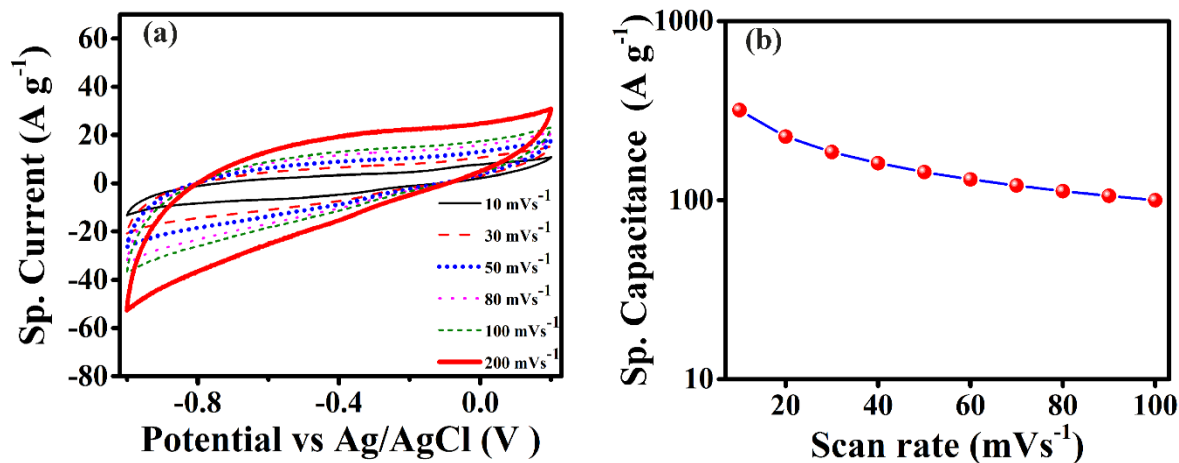 (a)
Sp. Current (A g⁻¹)
60
40
20
0
-20
-40
-60
-80
10 mVs⁻¹
30 mVs⁻¹
50 mVs⁻¹
80 mVs⁻¹
100 mVs⁻¹
200 mVs⁻¹
-0.8
-0.4
0.0
Potential vs Ag/AgCl (V )
(b)
Sp. Capacitance (A g⁻¹)
1000
100
10
20
40
60
80
100
Scan rate (mVs⁻¹)